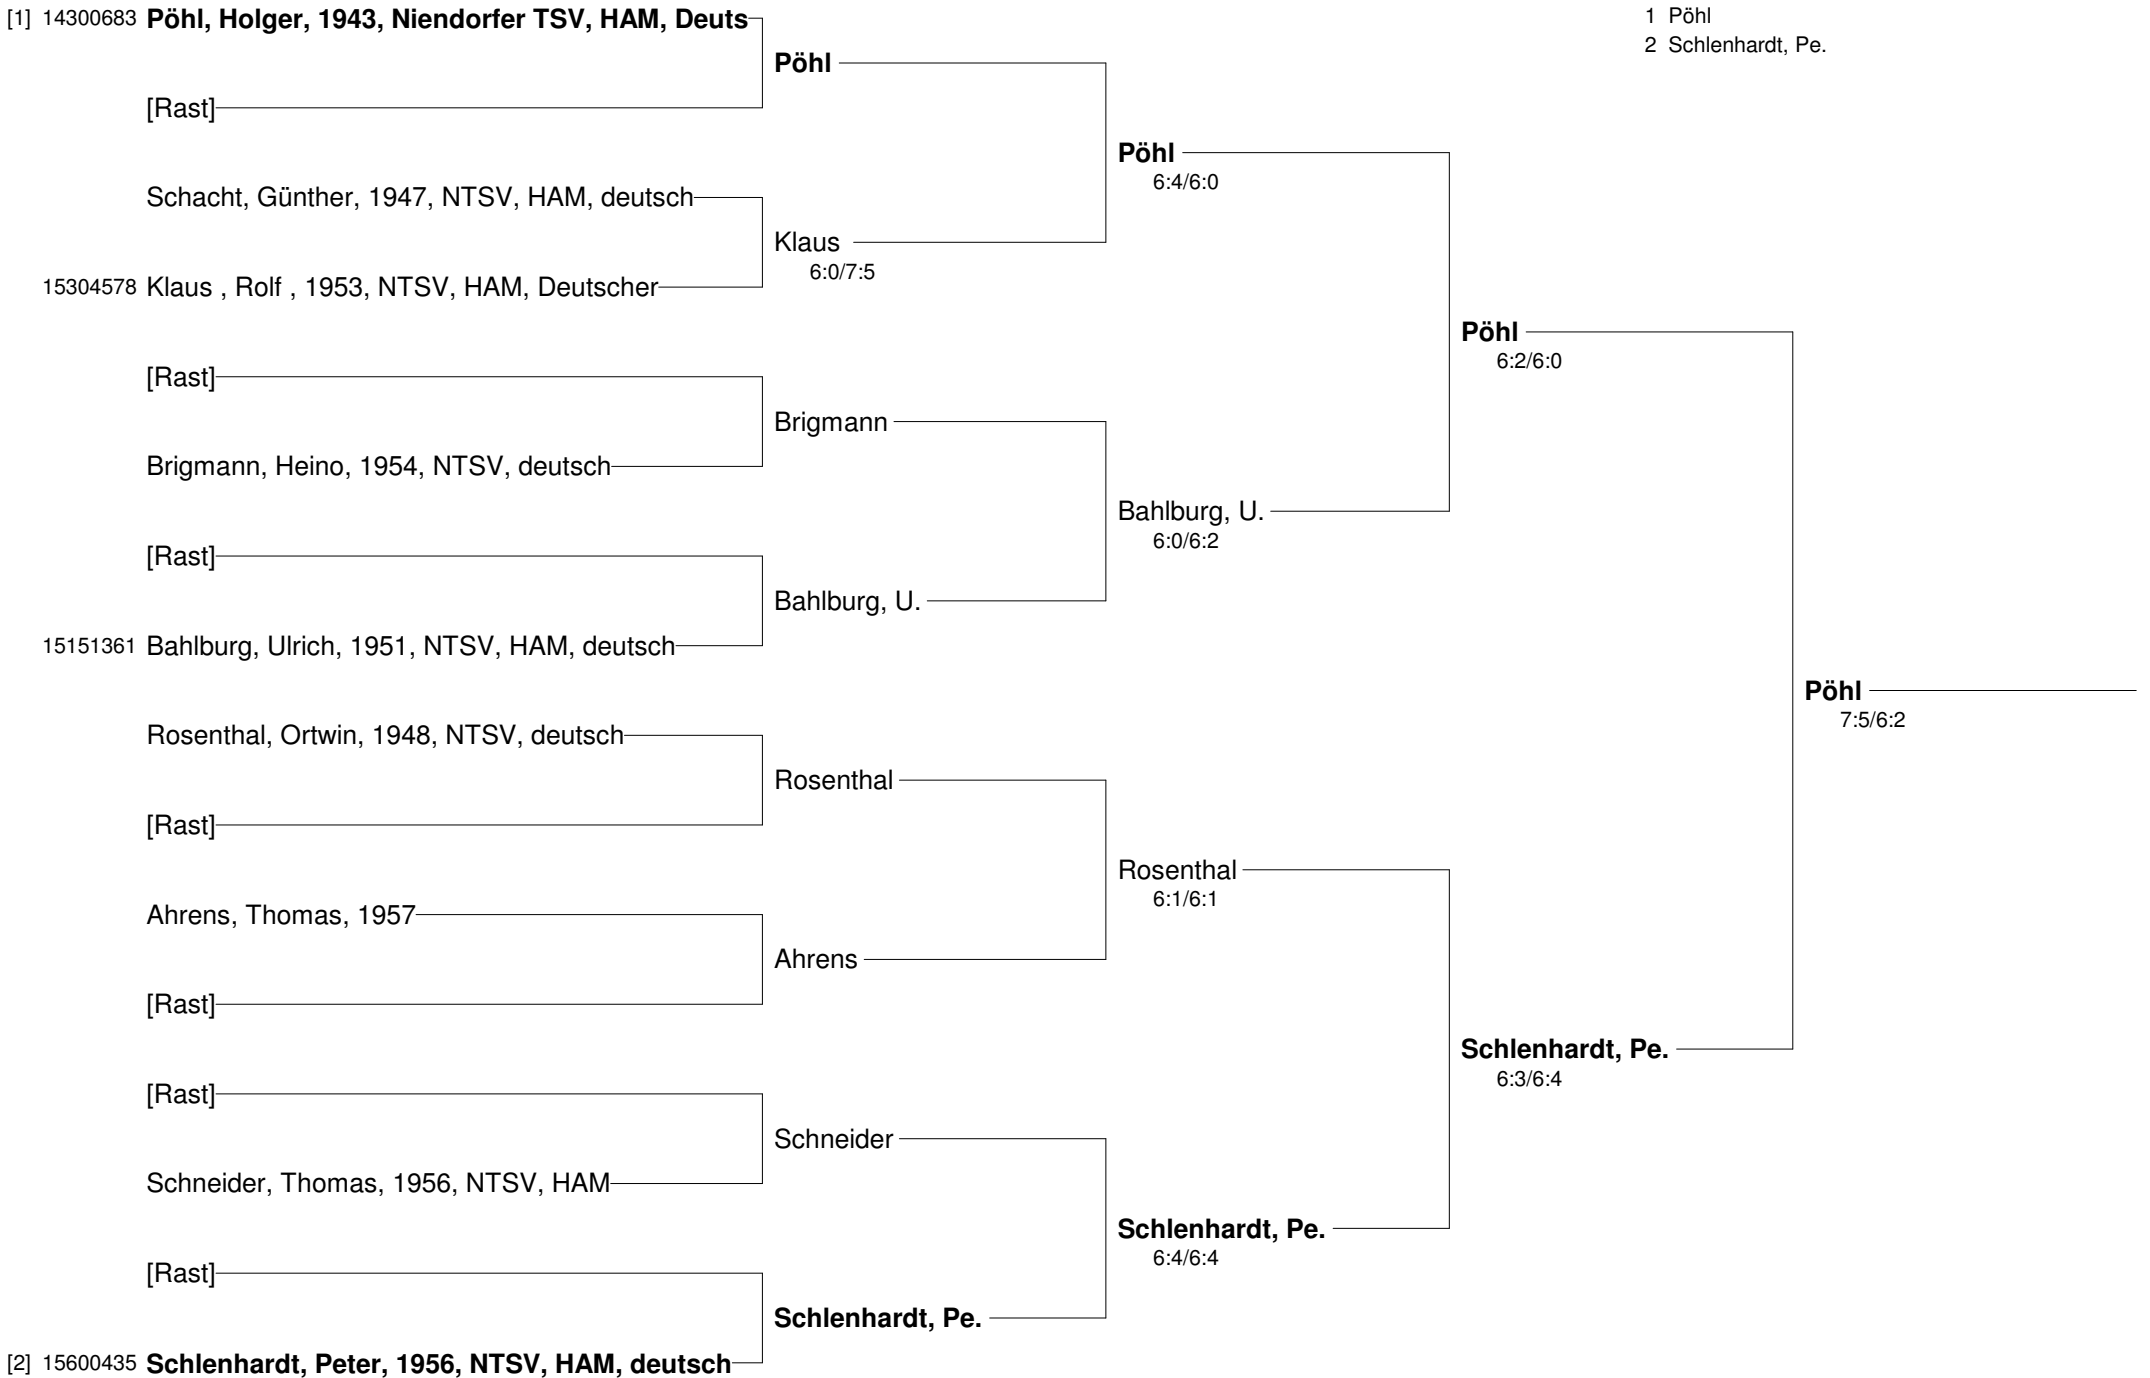 [1] 14300683 Pöhl, Holger, 1943, Niendorfer TSV, HAM, Deuts
[Rast]
Schacht, Günther, 1947, NTSV, HAM, deutsch
15304578 Klaus , Rolf , 1953, NTSV, HAM, Deutscher
[Rast]
Brigmann, Heino, 1954, NTSV, deutsch
[Rast]
15151361 Bahlburg, Ulrich, 1951, NTSV, HAM, deutsch
Rosenthal, Ortwin, 1948, NTSV, deutsch
[Rast]
Ahrens, Thomas, 1957
[Rast]
[Rast]
Schneider, Thomas, 1956, NTSV, HAM
[Rast]
[2] 15600435 Schlenhardt, Peter, 1956, NTSV, HAM, deutsch
Pöhl
Klaus
6:0/7:5
Brigmann
Bahlburg, U.
Rosenthal
Ahrens
Schneider
Schlenhardt, Pe.
Pöhl
6:4/6:0
Bahlburg, U.
6:0/6:2
Rosenthal
6:1/6:1
Schlenhardt, Pe.
6:4/6:4
Pöhl
6:2/6:0
Schlenhardt, Pe.
6:3/6:4
Pöhl
7:5/6:2
1 Pöhl
2 Schlenhardt, Pe.